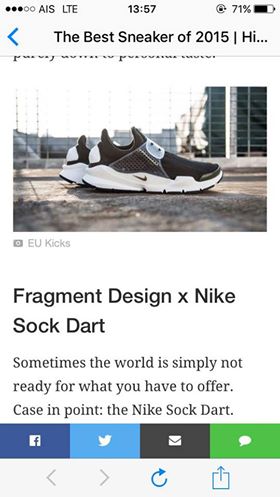 AIS LTE 13:57 71%
The Best Sneaker of 2015 | Hi...
purely down to personal taste.
EU Kicks
Fragment Design x Nike
Sock Dart
Sometimes the world is simply not
ready for what you have to offer.
Case in point: the Nike Sock Dart.